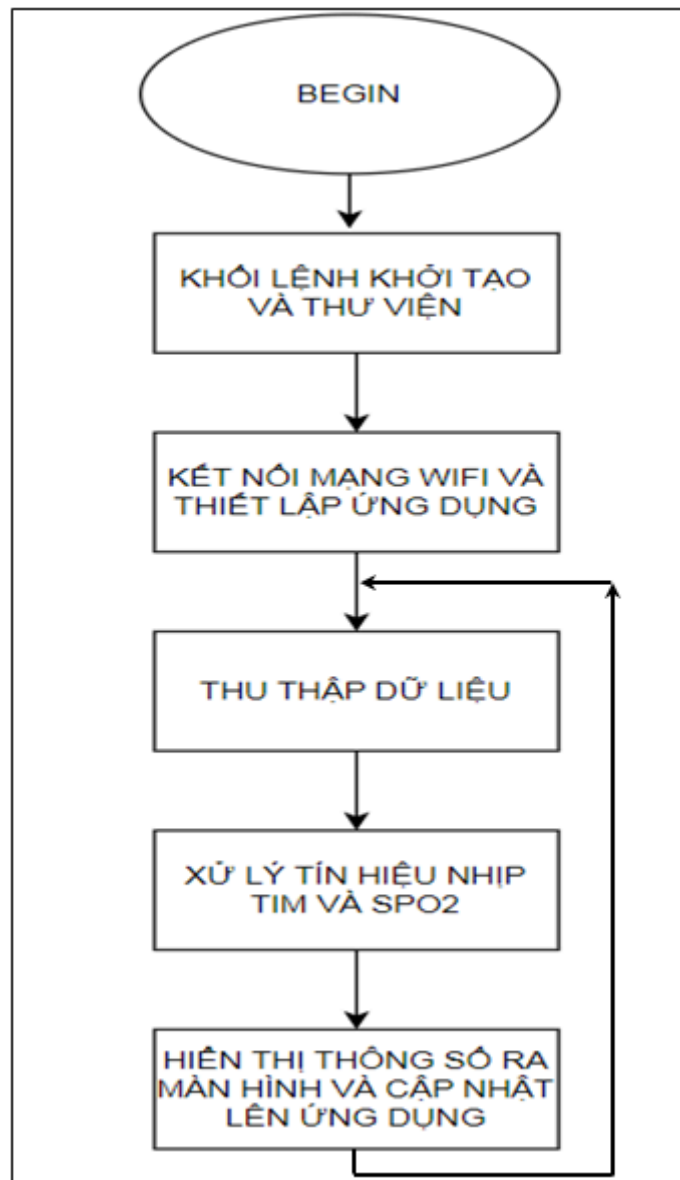 BEGIN
KHỐI LỆNH KHỞI TẠO
VÀ THƯ VIỆN
KẾT NỐI MẠNG WIFI VÀ
THIẾT LẬP ỨNG DỤNG
THU THẬP DỮ LIỆU
XỬ LÝ TÍN HIỆU NHỊP
TIM VÀ SPO2
HIỂN THỊ THÔNG SỐ RA
MÀN HÌNH VÀ CẬP NHẬT
LÊN ỨNG DỤNG